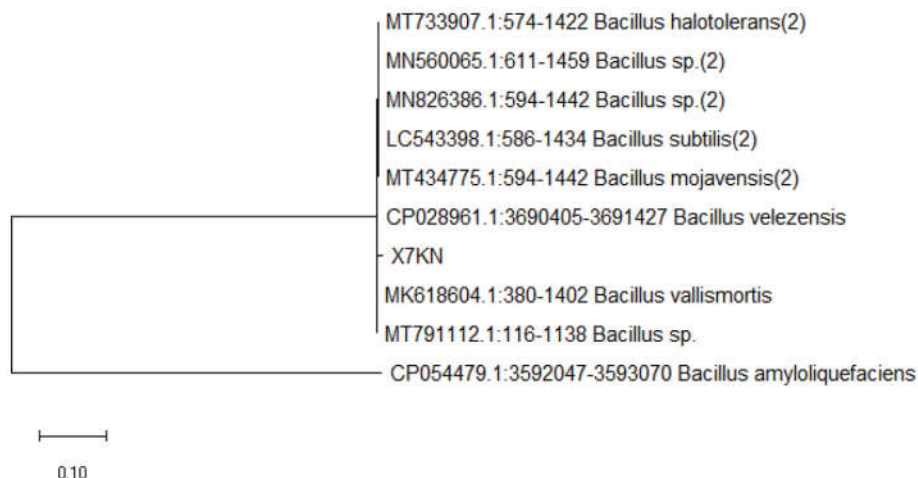 MT733907.1:574-1422 Bacillus halotolerans(2)
MN560065.1:611-1459 Bacillus sp.(2)
MN826386.1:594-1442 Bacillus sp.(2)
LC543398.1:586-1434 Bacillus subtilis(2)
MT434775.1:594-1442 Bacillus mojavensis(2)
CP028961.1:3690405-3691427 Bacillus velezensis
X7KN
MK618604.1:380-1402 Bacillus vallismortis
MT791112.1:116-1138 Bacillus sp.
CP054479.1:3592047-3593070 Bacillus amyloliquefaciens
0.10